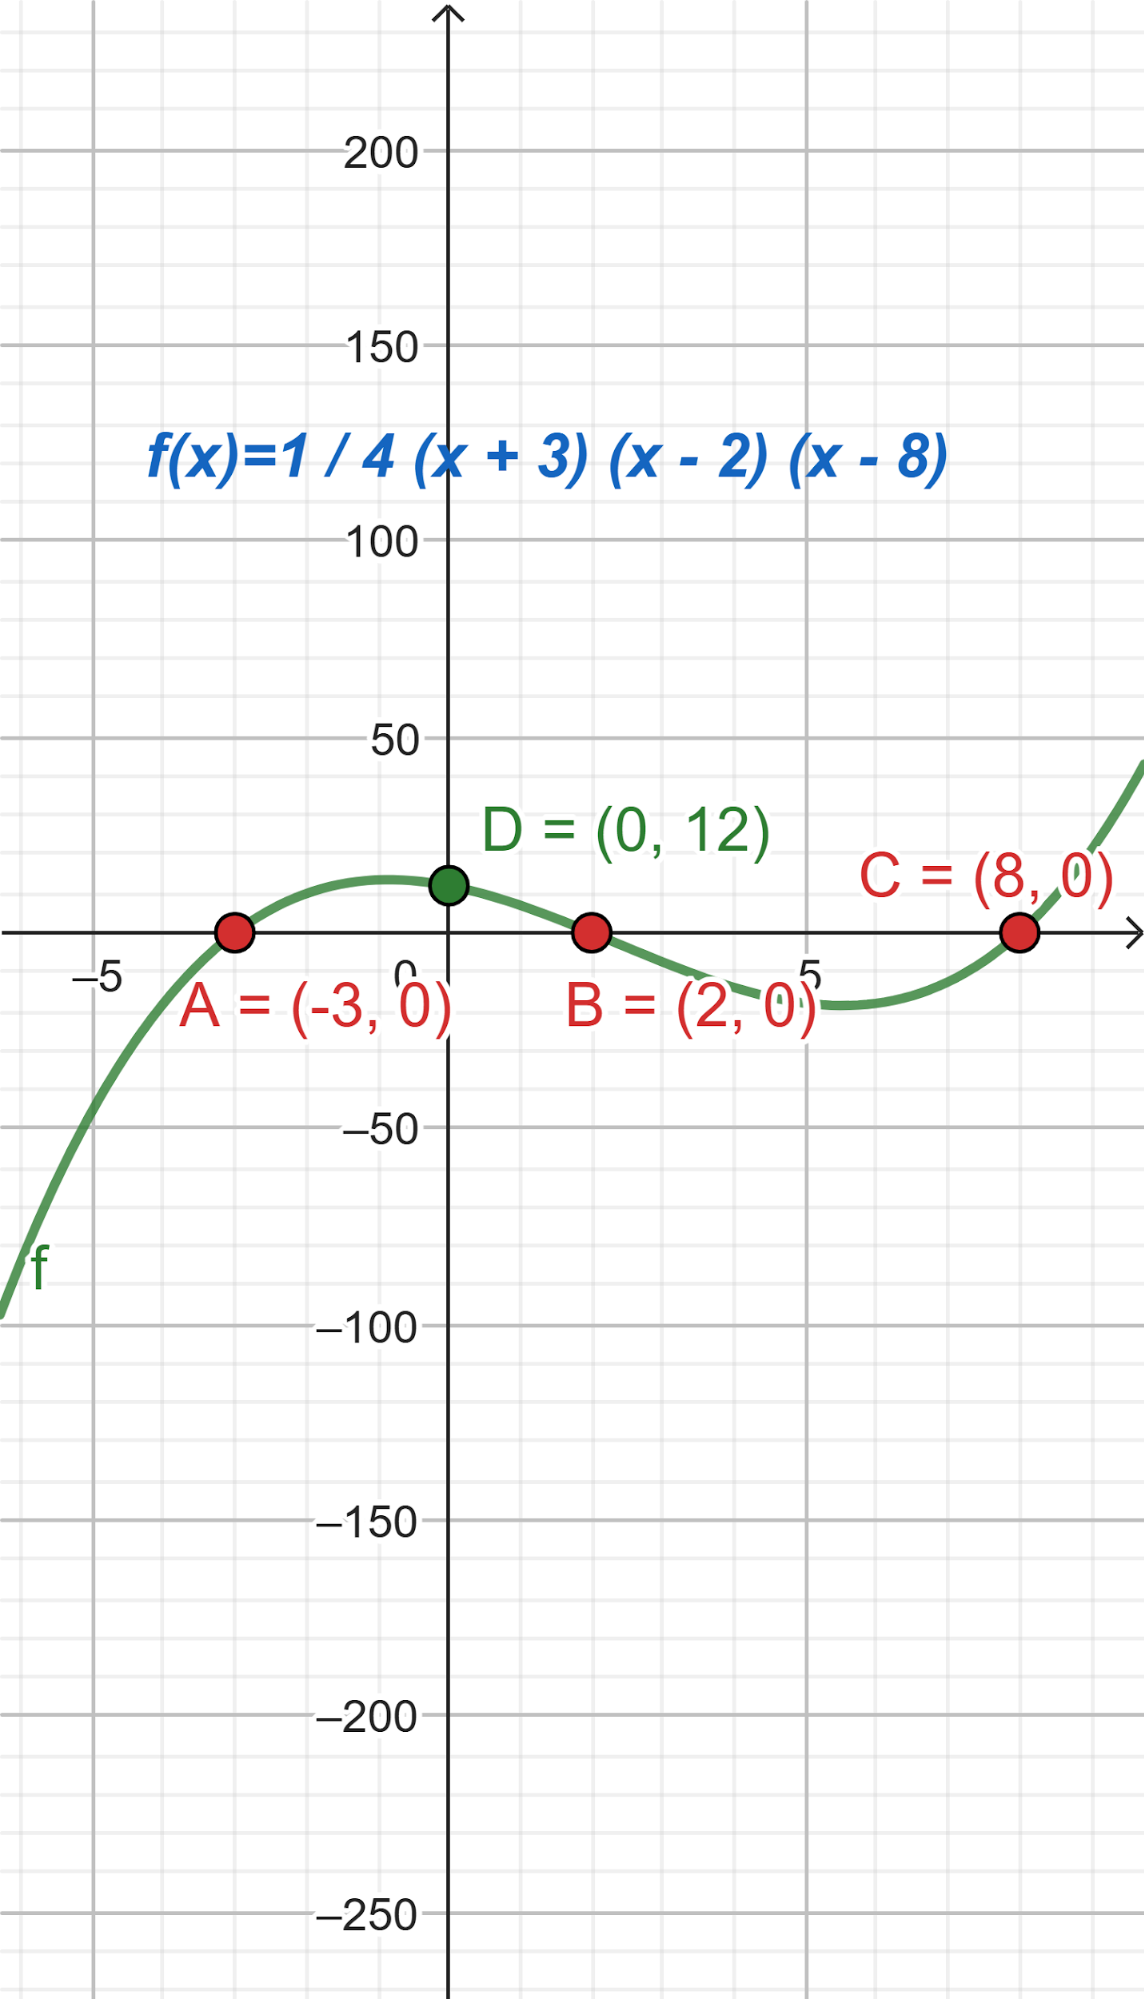 200
150
f(x)=1 / 4 (x + 3) (x - 2) (x - 8)
100
50
D = (0, 12)
C = (8, 0)
–5
0
5
A = (-3, 0)
B = (2, 0)
–50
f
–100
–150
–200
–250